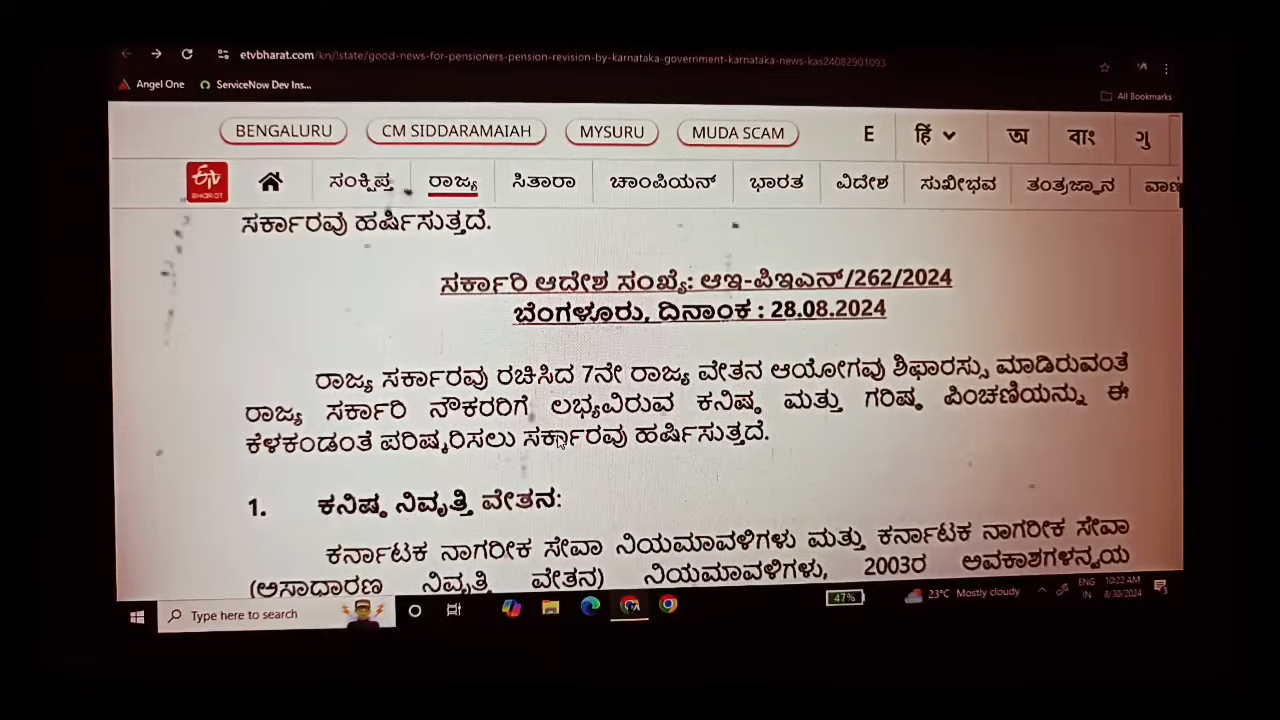 etvbharat.com/kn/!state/good-news-for-pensioners-pension-revision-by-karnataka-government-karnataka-news-kas24082901093
Angel One ServiceNow Dev Ins... All Bookmarks
BENGALURU CM SIDDARAMAIAH MYSURU MUDA SCAM E हिं অ বাং ગુ
ETV BHARAT ಸಂಕ್ಷಿಪ್ತ ರಾಜ್ಯ ಸಿತಾರಾ ಚಾಂಪಿಯನ್ ಭಾರತ ವಿದೇಶ ಸುಖೀಭವ ತಂತ್ರಜ್ಞಾನ
ಸರ್ಕಾರವು ಹರ್ಷಿಸುತ್ತದೆ.
ಸರ್ಕಾರಿ ಆದೇಶ ಸಂಖ್ಯೆ: ಆಇ-ಪಿಇಎನ್/262/2024
ಬೆಂಗಳೂರು, ದಿನಾಂಕ : 28.08.2024
ರಾಜ್ಯ ಸರ್ಕಾರವು ರಚಿಸಿದ 7ನೇ ರಾಜ್ಯ ವೇತನ ಆಯೋಗವು ಶಿಫಾರಸ್ಸು ಮಾಡಿರುವಂತೆ
ರಾಜ್ಯ ಸರ್ಕಾರಿ ನೌಕರರಿಗೆ ಲಭ್ಯವಿರುವ ಕನಿಷ್ಠ ಮತ್ತು ಗರಿಷ್ಠ ಪಿಂಚಣಿಯನ್ನು ಈ
ಕೆಳಕಂಡಂತೆ ಪರಿಷ್ಕರಿಸಲು ಸರ್ಕಾರವು ಹರ್ಷಿಸುತ್ತದೆ.
1. ಕನಿಷ್ಠ ನಿವೃತ್ತಿ ವೇತನ:
ಕರ್ನಾಟಕ ನಾಗರೀಕ ಸೇವಾ ನಿಯಮಾವಳಿಗಳು ಮತ್ತು ಕರ್ನಾಟಕ ನಾಗರೀಕ ಸೇವಾ
(ಅಸಾಧಾರಣ ನಿವೃತ್ತಿ ವೇತನ) ನಿಯಮಾವಳಿಗಳು, 2003ರ ಅವಕಾಶಗಳನ್ವಯ
Type here to search 47% 23°C Mostly cloudy ENG IN 10:22 AM 8/30/2024